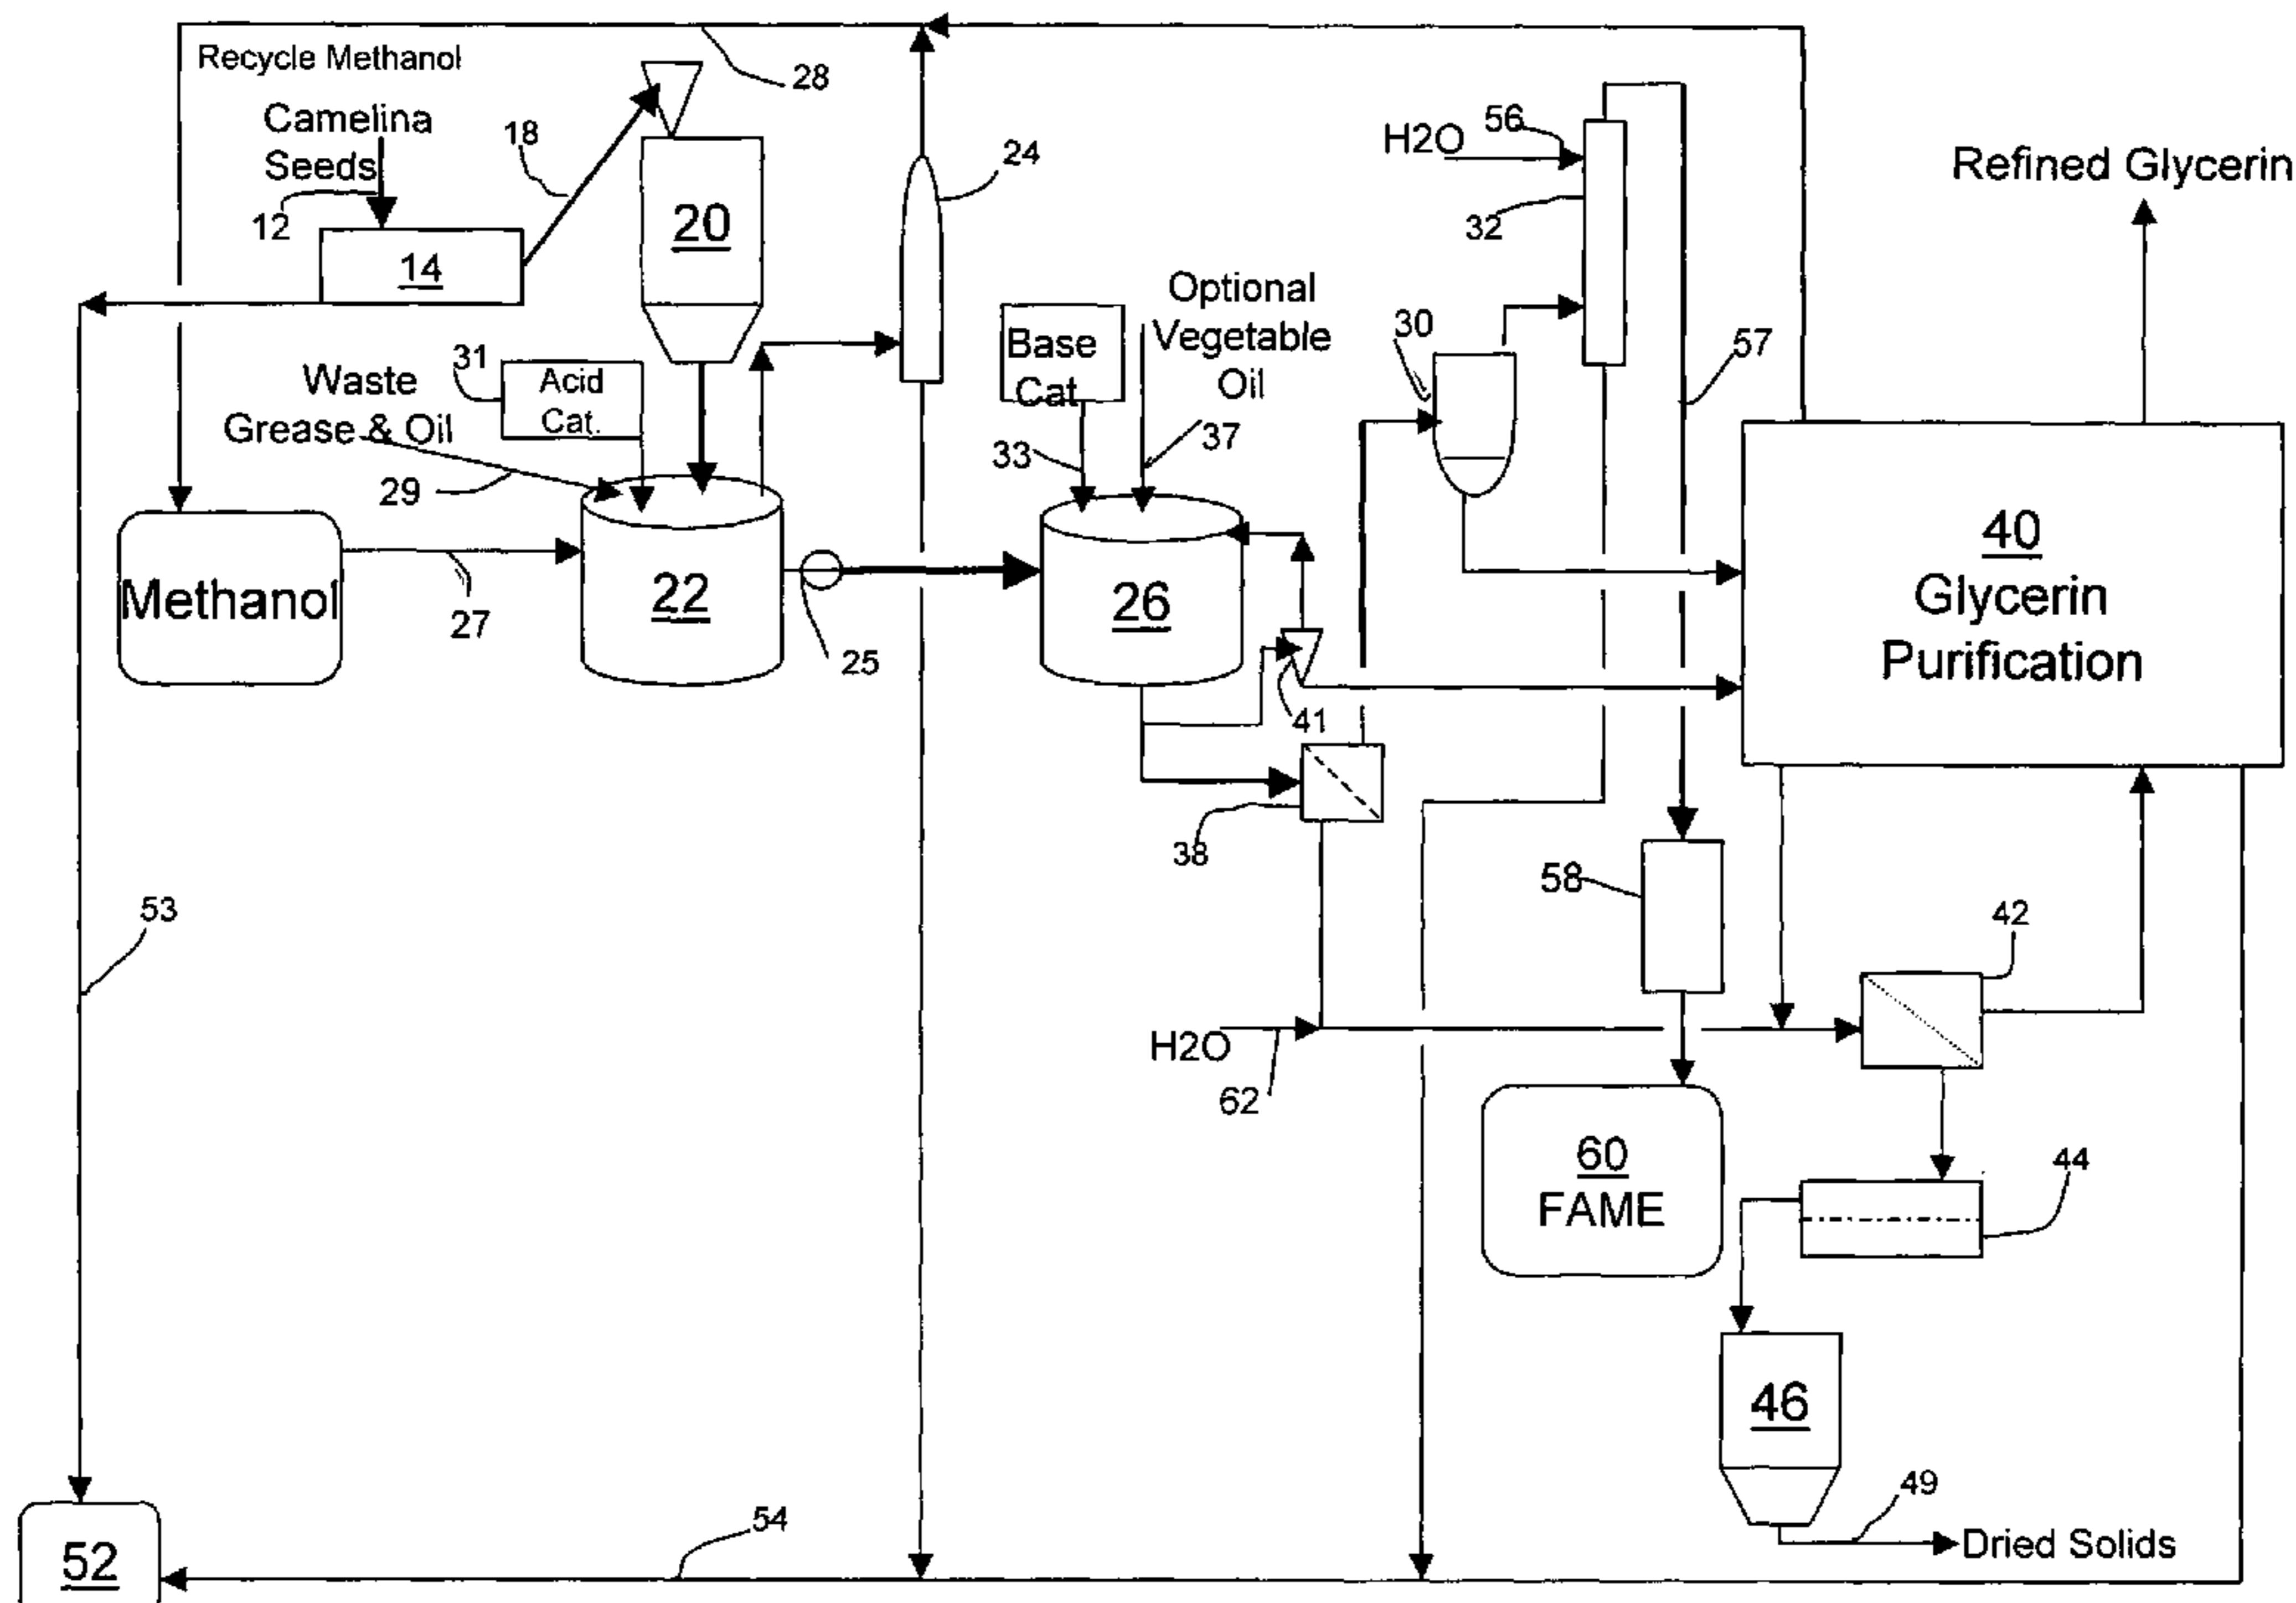 Recycle Methanol
28
Camelina
Seeds
12
14
18
20
24
H2O
56
32
Refined Glycerin
31
Acid
Cat.
Waste
Grease & Oil
29
Base
Cat
Optional
Vegetable
Oil
33
37
30
57
Methanol
27
22
25
26
41
40
Glycerin
Purification
38
53
58
42
H2O
62
60
FAME
44
46
49
Dried Solids
54
52